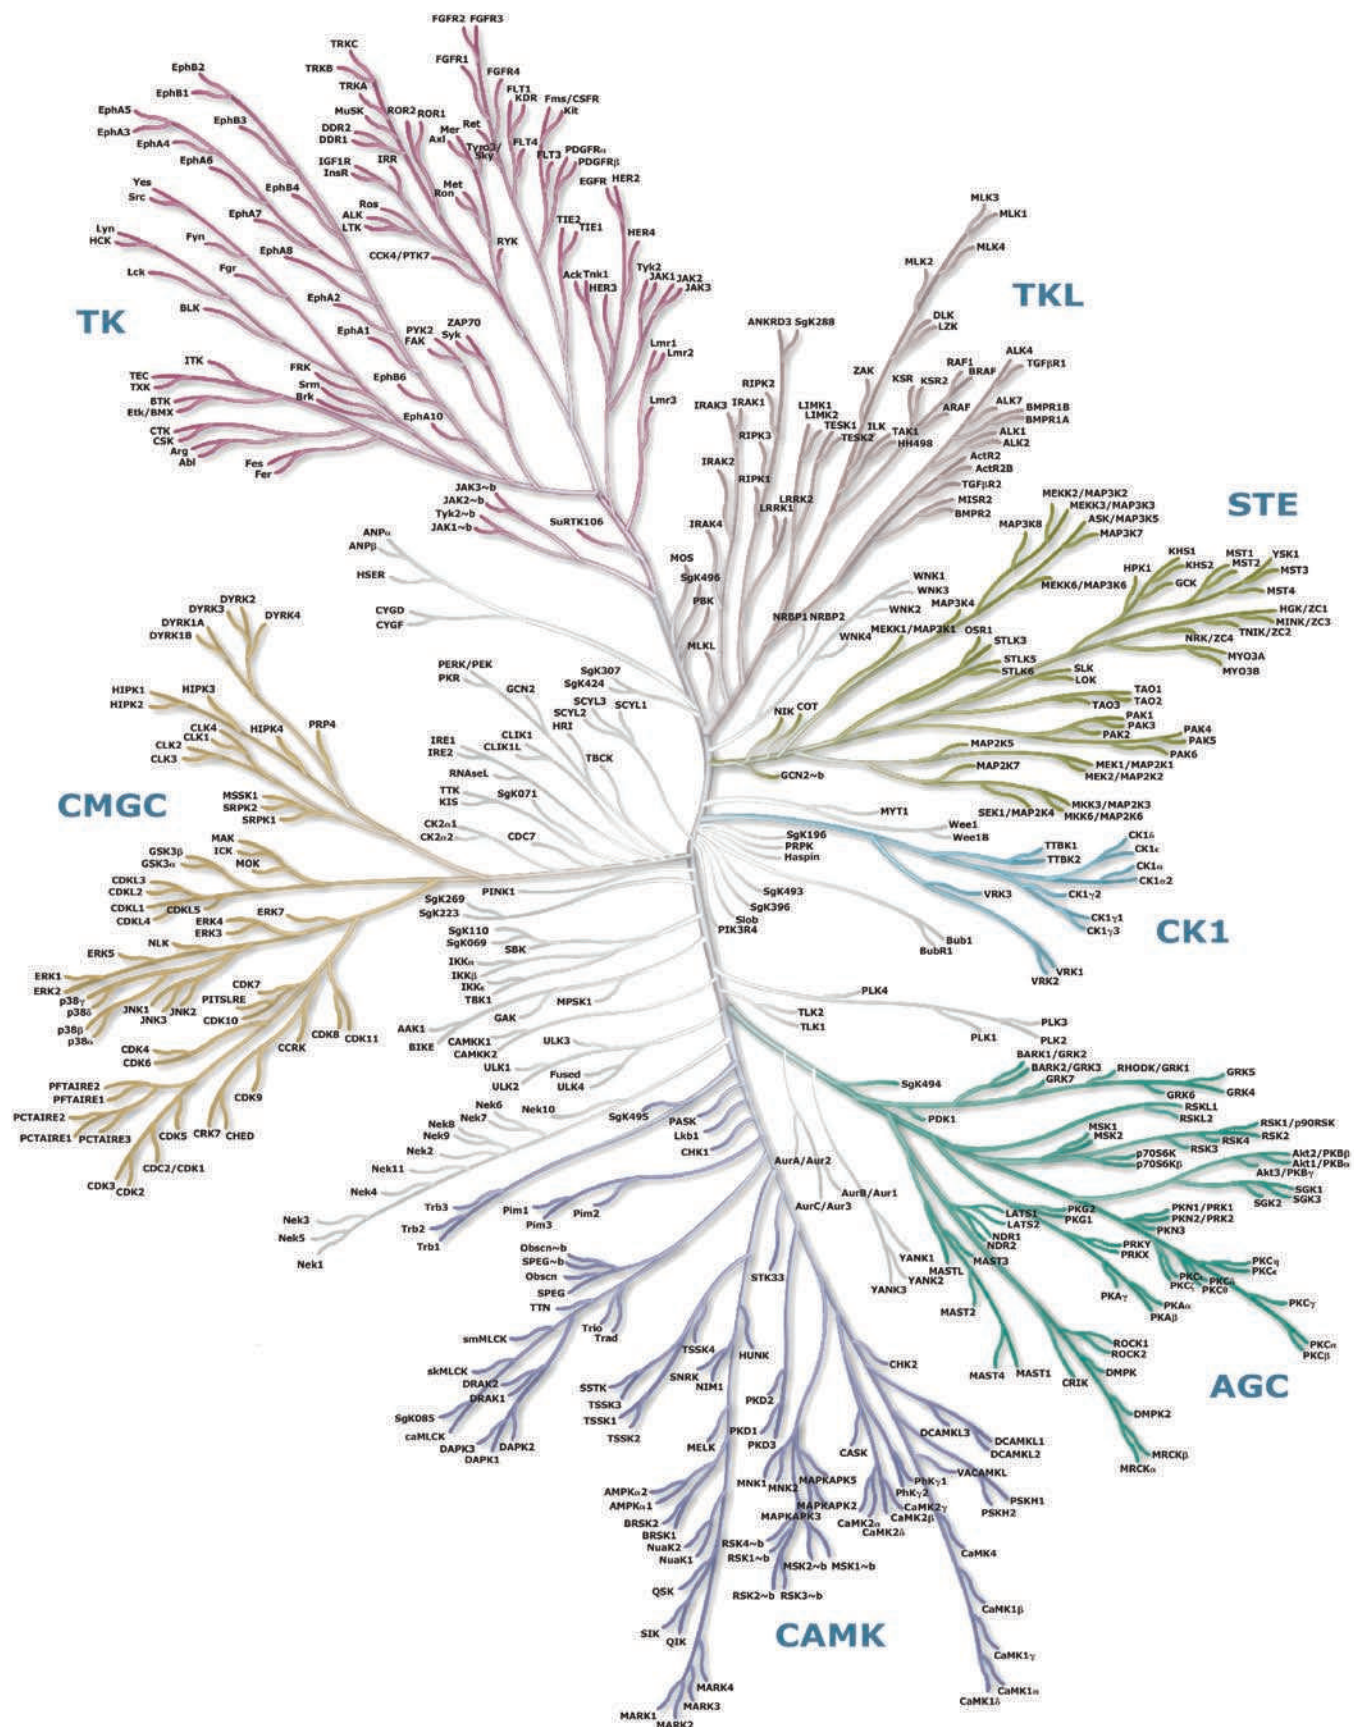 FGFR2 FGFR3
TRKC
TRKB
FGFR1
FGFR4
TRKA
EphB2
EphB1
FLT1
KDR
Fms/CSFR
Kit
EphA5
EphB3
MuSK
ROR2
ROR1
Mer
Ret
EphA3
DDR2
Axl
Tyro3/
Sky
EphA4
DDR1
FLT4
FLT3
PDGFRα
PDGFRβ
EphA6
IGF1R
IRR
InsR
EGFR
HER2
Yes
Src
EphB4
Met
Ron
MLK3
MLK1
Ros
ALK
LTK
EphA7
TIE2
TIE1
Lyn
HCK
Fyn
HER4
EphA8
RYK
CCK4/PTK7
MLK4
MLK2
Lck
Fgr
Ack
Tnk1
HER3
Tyk2
JAK1
JAK2
JAK3
TKL
EphA2
BLK
TK
DLK
LZK
ANKRD3 SgK288
EphA1
PYK2
FAK
ZAP70
Syk
Lmr1
Lmr2
ITK
FRK
EphB6
ALK4
TGFβR1
RAF1
BRAF
KSR
KSR2
ZAK
RIPK2
TEC
TXK
Srm
Brk
BTK
Etk/BMX
Lmr3
IRAK3
IRAK1
LIMK1
LIMK2
TESK1
TESK2
ILK
TAK1
HH498
ARAF
ALK7
BMPR1B
BMPR1A
EphA10
CTK
CSK
Arg
Abl
RIPK3
ALK1
ALK2
Fes
Fer
IRAK2
RIPK1
ActR2
ActR2B
JAK3~b
JAK2~b
Tyk2~b
JAK1~b
LRRK2
LRRK1
TGFβR2
MISR2
BMPR2
MEKK2/MAP3K2
MEKK3/MAP3K3
ASK/MAP3K5
MAP3K7
MAP3K8
STE
SuRTK106
IRAK4
ANPα
ANPβ
HSER
MOS
SgK496
PBK
KHS1
KHS2
MST1
MST2
YSK1
MST3
HPK1
GCK
MST4
WNK1
WNK3
WNK2
MEKK6/MAP3K6
MAP3K4
DYRK2
DYRK3
DYRK4
DYRK1A
DYRK1B
CYGD
CYGF
NRBP1 NRBP2
HGK/ZC1
MINK/ZC3
TNIK/ZC2
NRK/ZC4
MEKK1/MAP3K1
OSR1
WNK4
MLKL
STLK3
STLK5
STLK6
SLK
LOK
MYO3A
MYO3B
PERK/PEK
PKR
GCN2
SgK307
SgK424
SCYL3
SCYL2
SCYL1
HRI
HIPK1
HIPK2
HIPK3
TAO1
TAO2
TAO3
NIK
COT
PAK1
PAK3
PAK2
PAK4
PAK5
PAK6
CLK4
CLK1
CLK2
CLK3
HIPK4
PRP4
CLIK1
CLIK1L
IRE1
IRE2
TBCK
RNAseL
MAP2K5
MAP2K7
MEK1/MAP2K1
MEK2/MAP2K2
GCN2~b
MSSK1
SRPK2
SRPK1
TTK
KIS
SgK071
CMGC
SEK1/MAP2K4
MKK3/MAP2K3
MKK6/MAP2K6
MYT1
CK2α1
CK2α2
CDC7
Wee1
Wee1B
SgK196
PRPK
Haspin
CK1δ
CK1ε
MAK
ICK
MOK
GSK3β
GSK3α
TTBK1
TTBK2
CK1α
CK1α2
CDKL3
CDKL2
CDKL1
CDKL4
CDKL5
PINK1
SgK269
SgK223
SgK493
SgK396
Slob
PIK3R4
VRK3
CK1γ2
CK1γ1
CK1γ3
CK1
ERK7
ERK4
ERK3
SgK110
SgK069
SBK
NLK
ERK5
Bub1
BubR1
IKKα
IKKβ
IKKε
TBK1
VRK1
VRK2
ERK1
ERK2
p38γ
p38δ
p38β
p38α
JNK1
JNK3
JNK2
CDK7
PITSLRE
CDK10
MPSK1
PLK4
GAK
AAK1
BIKE
TLK2
TLK1
PLK3
PLK1
PLK2
CDK8
CDK11
CCRK
CDK4
CDK6
CAMKK1
CAMKK2
ULK3
ULK1
ULK2
Fused
ULK4
BARK1/GRK2
BARK2/GRK3
GRK7
RHODK/GRK1
GRK5
GRK6
GRK4
SgK494
PFTAIRE2
PFTAIRE1
PCTAIRE2
PCTAIRE1
PCTAIRE3
CDK9
CDK5
CRK7
CHED
Nek6
Nek7
Nek10
Nek8
Nek9
Nek2
SgK495
PASK
Lkb1
CHK1
PDK1
RSKL1
RSKL2
MSK1
MSK2
RSK1/p90RSK
RSK2
RSK4
RSK3
p70S6K
p70S6Kβ
CDC2/CDK1
CDK3
CDK2
Nek11
Nek4
AurA/Aur2
AurB/Aur1
AurC/Aur3
Akt2/PKBβ
Akt1/PKBα
Akt3/PKBγ
SGK1
SGK2
SGK3
Trb3
Trb2
Trb1
Pim1
Pim3
Pim2
Nek3
Nek5
Nek1
LATS1
LATS2
NDR1
NDR2
PKG2
PKG1
PKN1/PRK1
PKN2/PRK2
PKN3
PRKY
PRKX
YANK1
YANK2
YANK3
MASTL
MAST3
MAST2
Obscn~b
SPEG~b
Obscn
SPEG
TTN
STK33
PKCη
PKCε
PKCι
PKCζ
PKCδ
PKCθ
PKCγ
PKAγ
PKAα
PKAβ
PKCα
PKCβ
Trio
Trad
smMLCK
TSSK4
HUNK
ROCK1
ROCK2
skMLCK
DRAK2
DRAK1
SNRK
NIM1
CHK2
MAST4
MAST1
CRIK
DMPK
AGC
SSTK
TSSK3
TSSK1
TSSK2
PKD2
PKD1
PKD3
SgK085
caMLCK
DAPK3
DAPK1
DAPK2
DMPK2
MRCKβ
MRCKα
MELK
CASK
DCAMKL3
DCAMKL1
DCAMKL2
AMPKα2
AMPKα1
BRSK2
BRSK1
MNK1
MNK2
MAPKAPK5
MAPKAPK2
MAPKAPK3
PhKγ1
PhKγ2
VACAMKL
PSKH1
PSKH2
CaMK2γ
CaMK2α
CaMK2β
CaMK2δ
NuaK2
NuaK1
RSK4~b
RSK1~b
MSK2~b
MSK1~b
CaMK4
QSK
RSK2~b
RSK3~b
CaMK1β
CAMK
SIK
QIK
CaMK1γ
MARK4
MARK3
MARK1
MARK2
CaMK1α
CaMK1δ